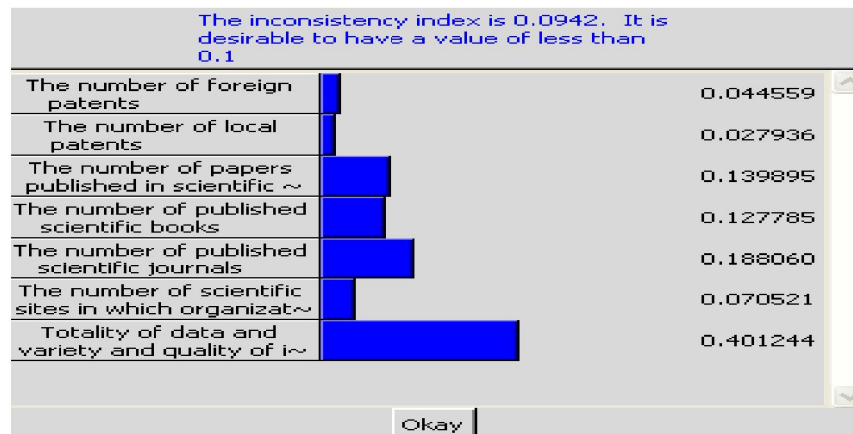 The inconsistency index is 0.0942. It is
desirable to have a value of less than
0.1
The number of foreign
patents
0.044559
The number of local
patents
0.027936
The number of papers
published in scientific ~
0.139895
The number of published
scientific books
0.127785
The number of published
scientific journals
0.188060
The number of scientific
sites in which organizat~
0.070521
Totality of data and
variety and quality of i~
0.401244
Okay